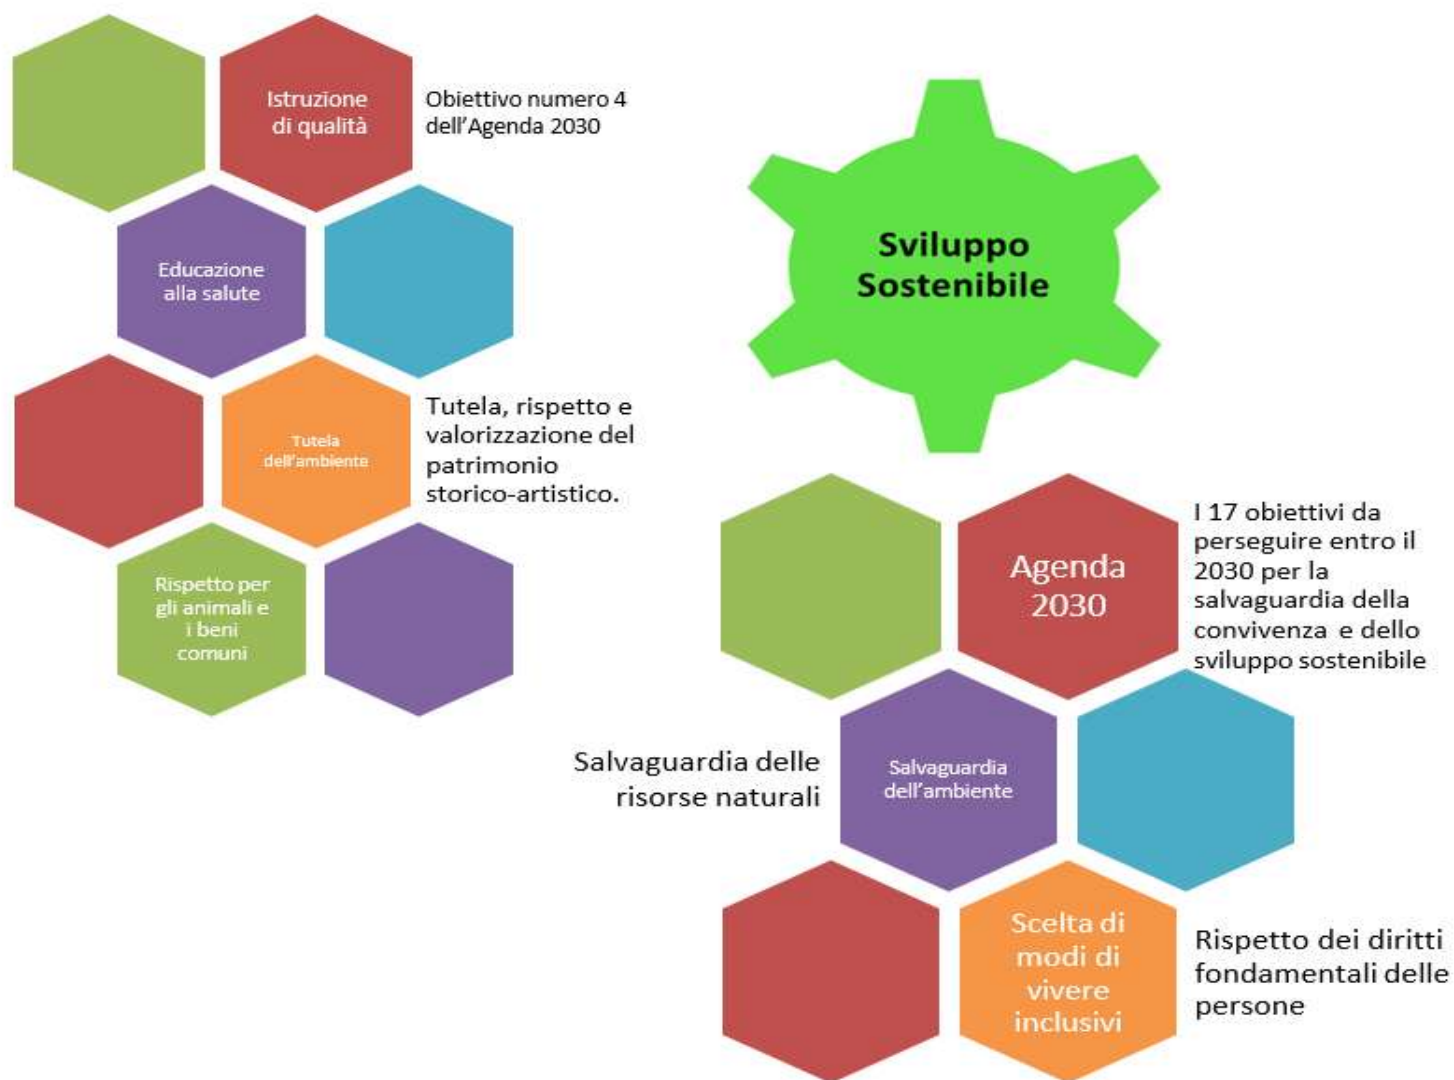 Istruzione
di qualità
Obiettivo numero 4
dell'Agenda 2030
Educazione
alla salute
Tutela
dell'ambiente
Tutela, rispetto e
valorizzazione del
patrimonio
storico-artistico.
Rispetto per
gli animali e
i beni
comuni
Sviluppo
Sostenibile
Agenda
2030
I 17 obiettivi da
perseguire entro il
2030 per la
salvaguardia della
convivenza e dello
sviluppo sostenibile
Salvaguardia delle
risorse naturali
Salvaguardia
dell'ambiente
Scelta di
modi di
vivere
inclusivi
Rispetto dei diritti
fondamentali delle
persone